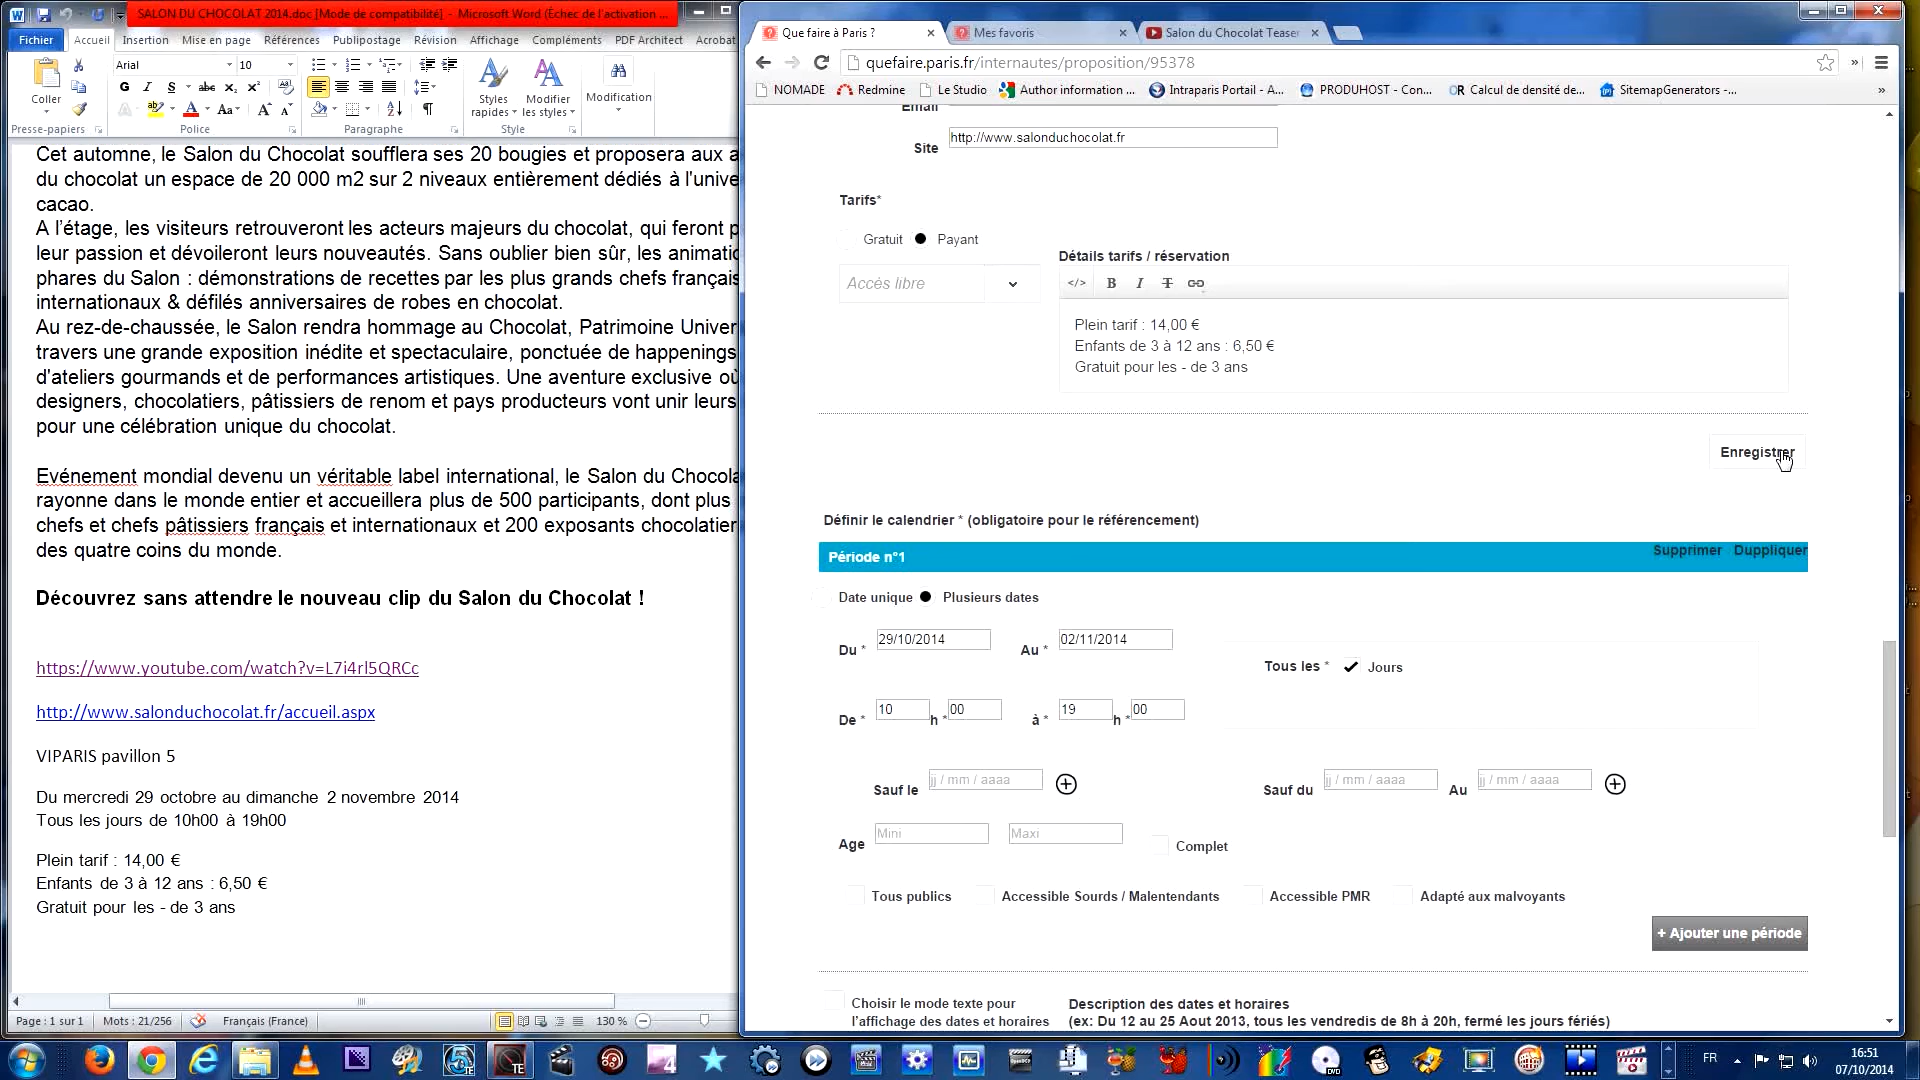 SALON DU CHOCOLAT 2014.doc [Mode de compatibilité] - Microsoft Word (Échec de l'activation ...
Fichier Accueil Insertion Mise en page Références Publipostage Révision Affichage Compléments PDF Architect Acrobat
Arial 10
Coller
Styles rapides
Modifier les styles
Modification
Presse-papiers Police Paragraphe Style
Cet automne, le Salon du Chocolat soufflera ses 20 bougies et proposera aux a
du chocolat un espace de 20 000 m2 sur 2 niveaux entièrement dédiés à l'unive
cacao.
A l'étage, les visiteurs retrouveront les acteurs majeurs du chocolat, qui feront p
leur passion et dévoileront leurs nouveautés. Sans oublier bien sûr, les animatio
phares du Salon : démonstrations de recettes par les plus grands chefs français
internationaux & défilés anniversaires de robes en chocolat.
Au rez-de-chaussée, le Salon rendra hommage au Chocolat, Patrimoine Univer
travers une grande exposition inédite et spectaculaire, ponctuée de happenings
d'ateliers gourmands et de performances artistiques. Une aventure exclusive où
designers, chocolatiers, pâtissiers de renom et pays producteurs vont unir leurs
pour une célébration unique du chocolat.
Evénement mondial devenu un véritable label international, le Salon du Chocola
rayonne dans le monde entier et accueillera plus de 500 participants, dont plus
chefs et chefs pâtissiers français et internationaux et 200 exposants chocolatier
des quatre coins du monde.
Découvrez sans attendre le nouveau clip du Salon du Chocolat !
https://www.youtube.com/watch?v=L7i4rl5QRCc
http://www.salonduchocolat.fr/accueil.aspx
VIPARIS pavillon 5
Du mercredi 29 octobre au dimanche 2 novembre 2014
Tous les jours de 10h00 à 19h00
Plein tarif : 14,00 €
Enfants de 3 à 12 ans : 6,50 €
Gratuit pour les - de 3 ans
Page : 1 sur 1 Mots : 21/256 Français (France) 130 %
Que faire à Paris ? Mes favoris Salon du Chocolat Teaser
quefaire.paris.fr/internautes/proposition/95378
NOMADE Redmine Le Studio Author information ... Intraparis Portail - A... PRODUHOST - Con... Calcul de densité de... SitemapGenerators -...
Email
Site http://www.salonduchocolat.fr
Tarifs*
Gratuit Payant
Accès libre
Détails tarifs / réservation
</> B I T
Plein tarif : 14,00 €
Enfants de 3 à 12 ans : 6,50 €
Gratuit pour les - de 3 ans
Enregistrer
Définir le calendrier * (obligatoire pour le référencement)
Période n°1 Supprimer Duppliquer
Date unique Plusieurs dates
Du * 29/10/2014 Au * 02/11/2014
Tous les * Jours
De * 10 h * 00 à * 19 h * 00
Sauf le jj / mm / aaaa Sauf du jj / mm / aaaa Au jj / mm / aaaa
Age Mini Maxi Complet
Tous publics Accessible Sourds / Malentendants Accessible PMR Adapté aux malvoyants
+ Ajouter une période
Choisir le mode texte pour
l'affichage des dates et horaires
Description des dates et horaires
(ex: Du 12 au 25 Aout 2013, tous les vendredis de 8h à 20h, fermé les jours fériés)
FR 16:51
07/10/2014